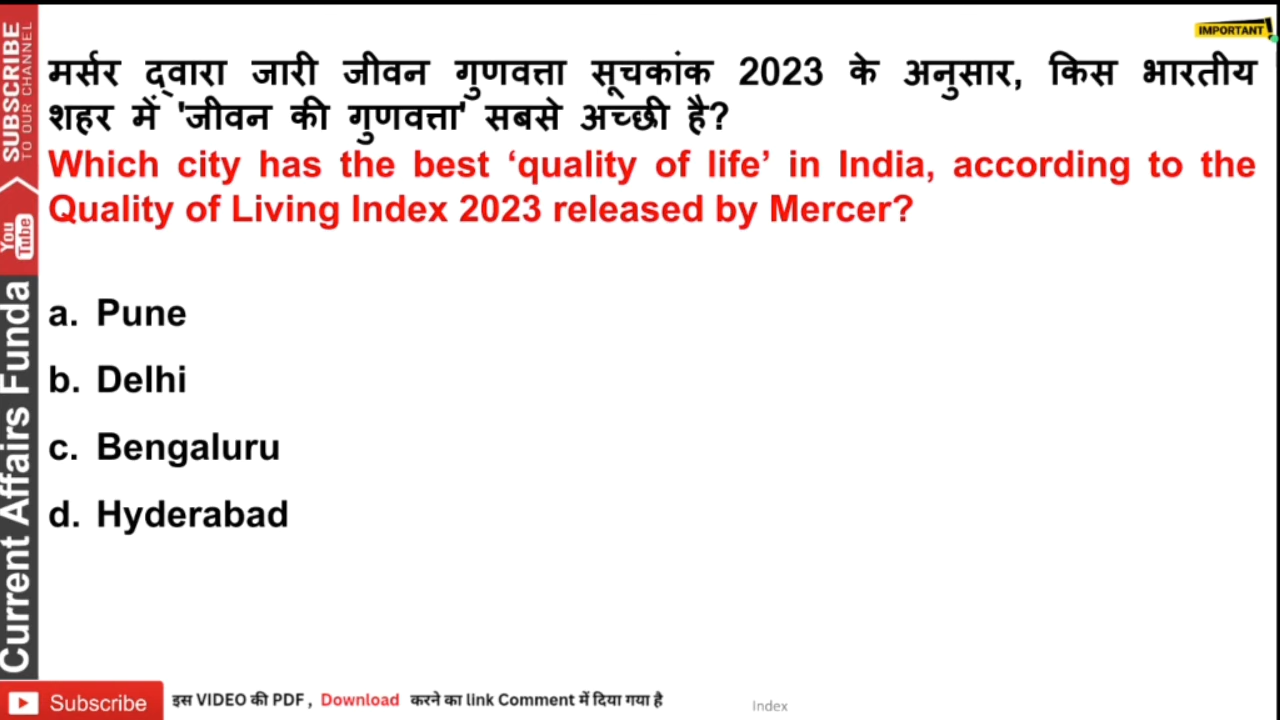 IMPORTANT!
मर्सर द्वारा जारी जीवन गुणवत्ता सूचकांक 2023 के अनुसार, किस भारतीय
शहर में 'जीवन की गुणवत्ता' सबसे अच्छी है?
Which city has the best ‘quality of life’ in India, according to the
Quality of Living Index 2023 released by Mercer?
a. Pune
b. Delhi
c. Bengaluru
d. Hyderabad
SUBSCRIBE
TO OUR CHANNEL
You
Tube
Current Affairs Funda
Subscribe
इस VIDEO की PDF , Download करने का link Comment में दिया गया है
Index